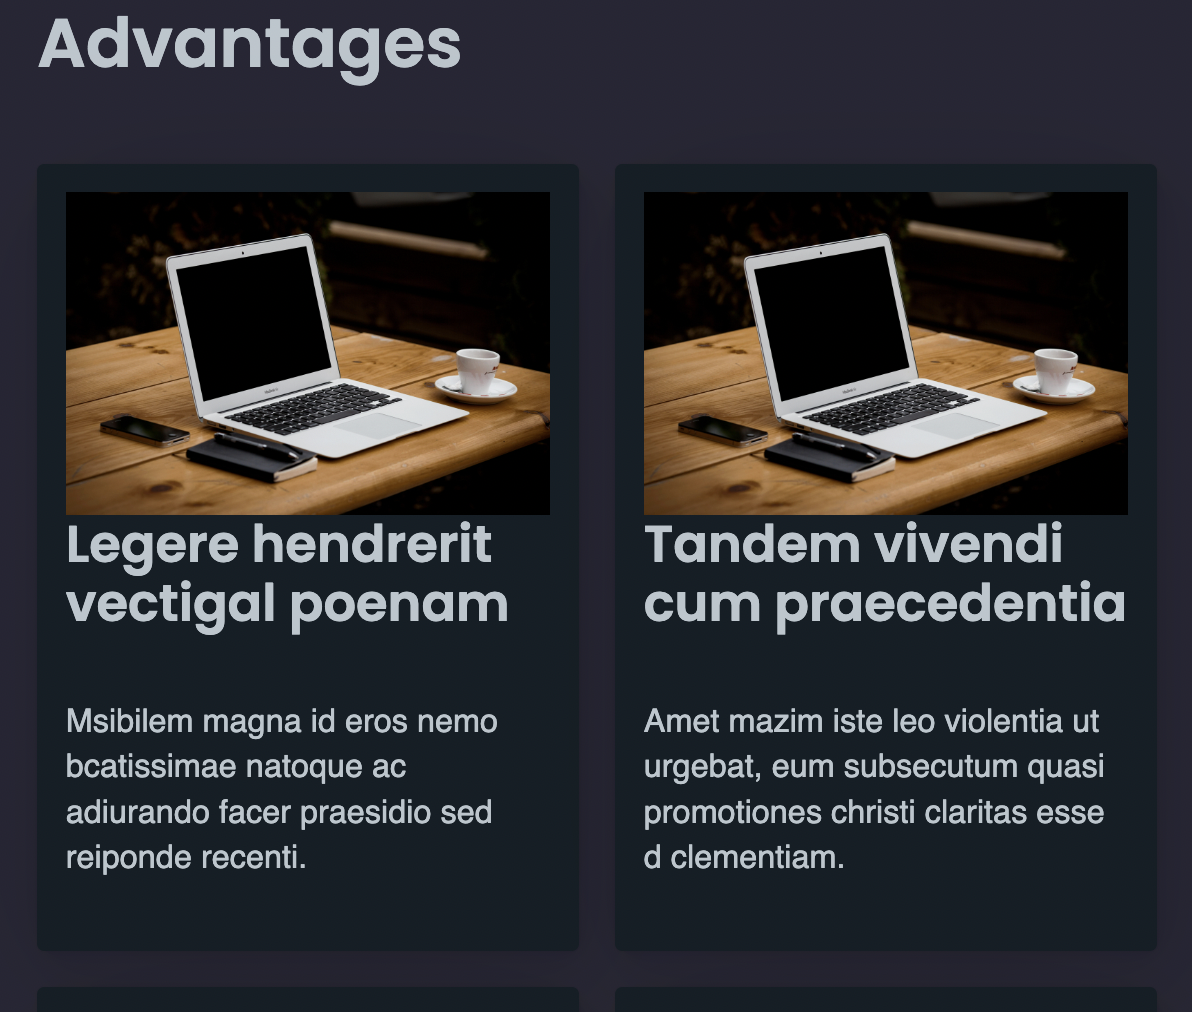 Advantages
Legere hendrerit
vectigal poenam
Msibilem magna id eros nemo
bcatissimae natoque ac
adiurando facer praesidio sed
reiponde recenti.
Tandem vivendi
cum praecedentia
Amet mazim iste leo violentia ut
urgebat, eum subsecutum quasi
promotiones christi claritas esse
d clementiam.